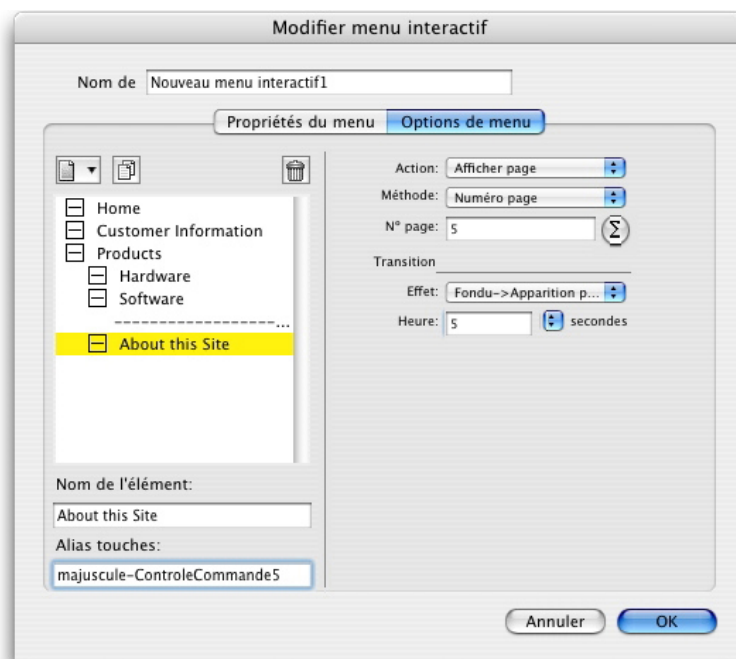 Modifier menu interactif
Nom de Nouveau menu interactif1
Propriétés du menu Options de menu
Home
Customer Information
Products
Hardware
Software
--------------------...
About this Site
Nom de l'élément:
About this Site
Alias touches:
majuscule-ControleCommande5
Action: Afficher page
Méthode: Numéro page
N° page: 5 Σ
Transition
Effet: Fondu->Apparition p...
Heure: 5 secondes
Annuler OK